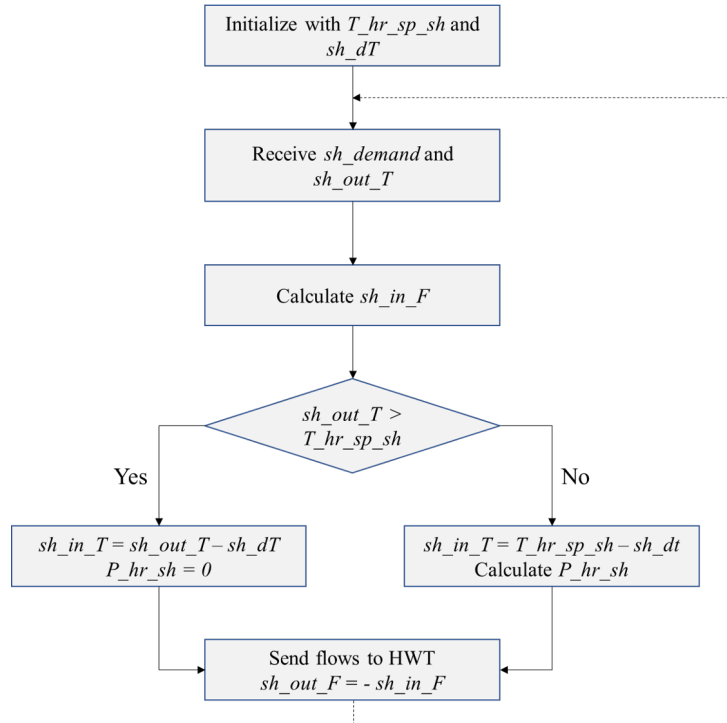 Initialize with T_hr_sp_sh and
sh_dT
Receive sh_demand and
sh_out_T
Calculate sh_in_F
sh_out_T >
T_hr_sp_sh
Yes
No
sh_in_T = sh_out_T – sh_dT
P_hr_sh = 0
sh_in_T = T_hr_sp_sh – sh_dt
Calculate P_hr_sh
Send flows to HWT
sh_out_F = - sh_in_F